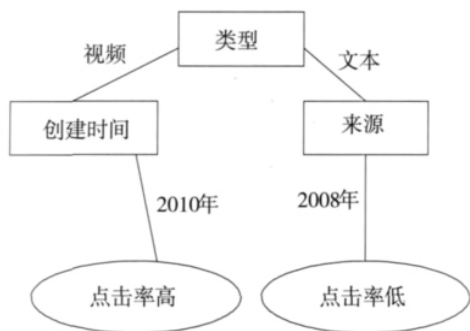 类型
视频
文本
创建时间
来源
2010年
2008年
点击率高
点击率低